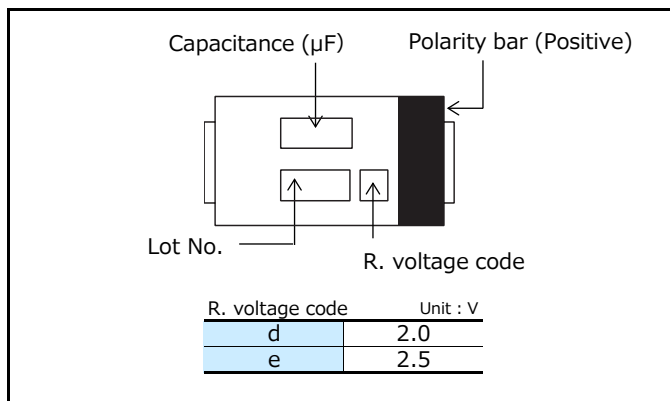 Capacitance (µF)
Polarity bar (Positive)
Lot No.
R. voltage code
R. voltage code Unit : V
d 2.0
e 2.5